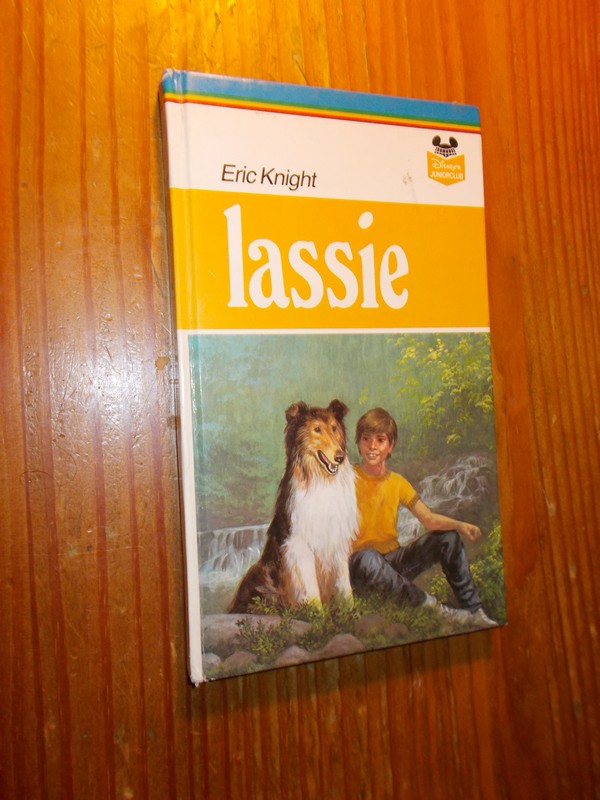 Eric Knight
Disney's
JUNIORCLUB
lassie